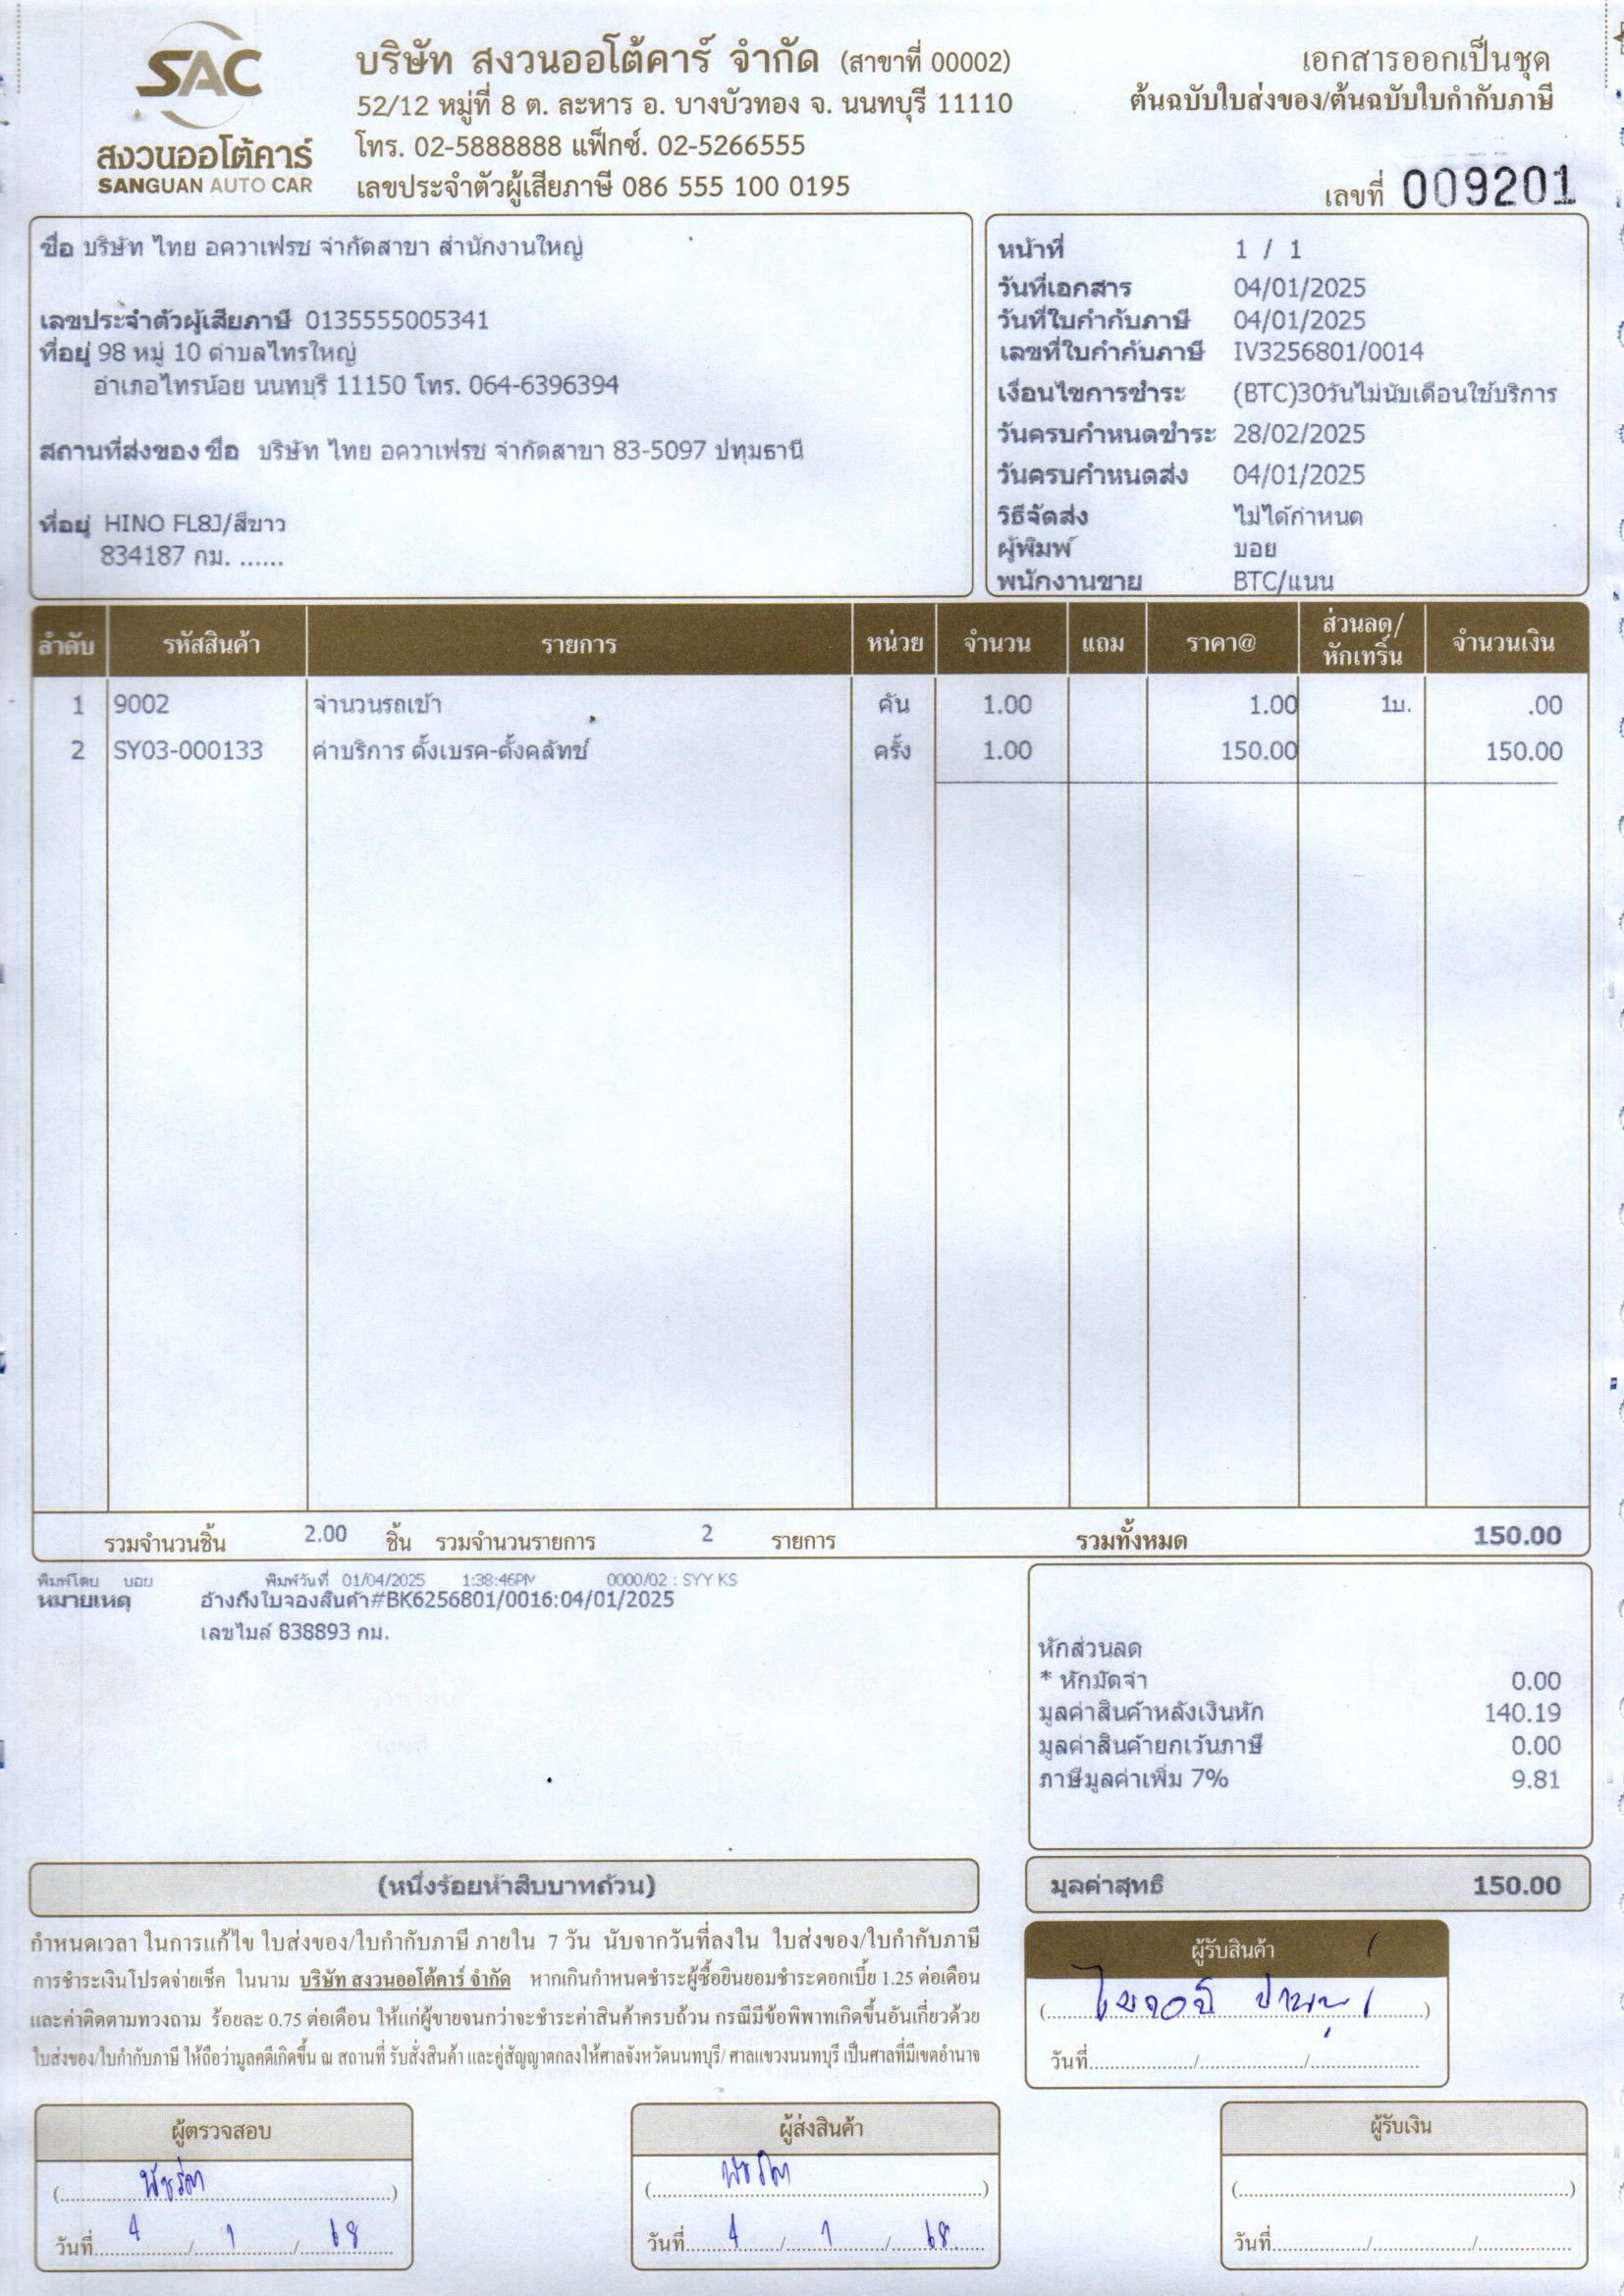 SAC
สงวนออโต้คาร์
SANGUAN AUTO CAR
บริษัท สงวนออโต้คาร์ จำกัด (สาขาที่ 00002)
52/12 หมู่ที่ 8 ต. ละหาร อ. บางบัวทอง จ. นนทบุรี 11110
โทร. 02-5888888 แฟ็กซ์. 02-5266555
เลขประจำตัวผู้เสียภาษี 086 555 100 0195
เอกสารออกเป็นชุด
ต้นฉบับใบส่งของ/ต้นฉบับใบกำกับภาษี
เลขที่ 009201
ชื่อ บริษัท ไทย อควาเฟรช จำกัดสาขา สำนักงานใหญ่
เลขประจำตัวผู้เสียภาษี 0135555005341
ที่อยู่ 98 หมู่ 10 ตำบลไทรใหญ่
อำเภอไทรน้อย นนทบุรี 11150 โทร. 064-6396394
สถานที่ส่งของ ชื่อ บริษัท ไทย อควาเฟรช จำกัดสาขา 83-5097 ปทุมธานี
ที่อยู่ HINO FL8J/สีขาว
834187 กม. ......
หน้าที่ 1 / 1
วันที่เอกสาร 04/01/2025
วันที่ใบกำกับภาษี 04/01/2025
เลขที่ใบกำกับภาษี IV3256801/0014
เงื่อนไขการชำระ (BTC)30วันไม่นับเดือนใช้บริการ
วันครบกำหนดชำระ 28/02/2025
วันครบกำหนดส่ง 04/01/2025
วิธีจัดส่ง ไม่ได้กำหนด
ผู้พิมพ์ บอย
พนักงานขาย BTC/แนน
ลำดับ รหัสสินค้า รายการ หน่วย จำนวน แถม ราคา@ ส่วนลด/หักเทริ์น จำนวนเงิน
1 9002 จำนวนรถเข้า คัน 1.00 1.00 1บ. .00
2 SY03-000133 ค่าบริการ ตั้งเบรค-ตั้งคลัทช์ ครั้ง 1.00 150.00 150.00
รวมจำนวนชิ้น 2.00 ชิ้น รวมจำนวนรายการ 2 รายการ รวมทั้งหมด 150.00
พิมพ์โดย บอย พิมพ์วันที่ 01/04/2025 1:38:46PM 0000/02 : SYY KS
หมายเหตุ อ้างถึงใบจองสินค้า#BK6256801/0016:04/01/2025
เลขไมล์ 838893 กม.
หักส่วนลด
* หักมัดจำ 0.00
มูลค่าสินค้าหลังเงินหัก 140.19
มูลค่าสินค้ายกเว้นภาษี 0.00
ภาษีมูลค่าเพิ่ม 7% 9.81
(หนึ่งร้อยห้าสิบบาทถ้วน)
มูลค่าสุทธิ 150.00
กำหนดเวลา ในการแก้ไข ใบส่งของ/ใบกำกับภาษี ภายใน 7 วัน นับจากวันที่ลงใน ใบส่งของ/ใบกำกับภาษี
การชำระเงินโปรดจ่ายเช็ค ในนาม บริษัท สงวนออโต้คาร์ จำกัด หากเกินกำหนดชำระผู้ซื้อยินยอมชำระดอกเบี้ย 1.25 ต่อเดือน
และค่าติดตามทวงถาม ร้อยละ 0.75 ต่อเดือน ให้แก่ผู้ขายจนกว่าจะชำระค่าสินค้าครบถ้วน กรณีมีข้อพิพาทเกิดขึ้นอันเกี่ยวด้วย
ใบส่งของ/ใบกำกับภาษี ให้ถือว่ามูลคดีเกิดขึ้น ณ สถานที่ รับสั่งสินค้า และคู่สัญญาตกลงให้ศาลจังหวัดนนทบุรี/ ศาลแขวงนนทบุรี เป็นศาลที่มีเขตอำนาจ
ผู้รับสินค้า
วันที่....../....../......
ผู้ตรวจสอบ
วันที่ 4 / 1 / 68
ผู้ส่งสินค้า
วันที่ 4 / 1 / 68
ผู้รับเงิน
(......)
วันที่....../....../......